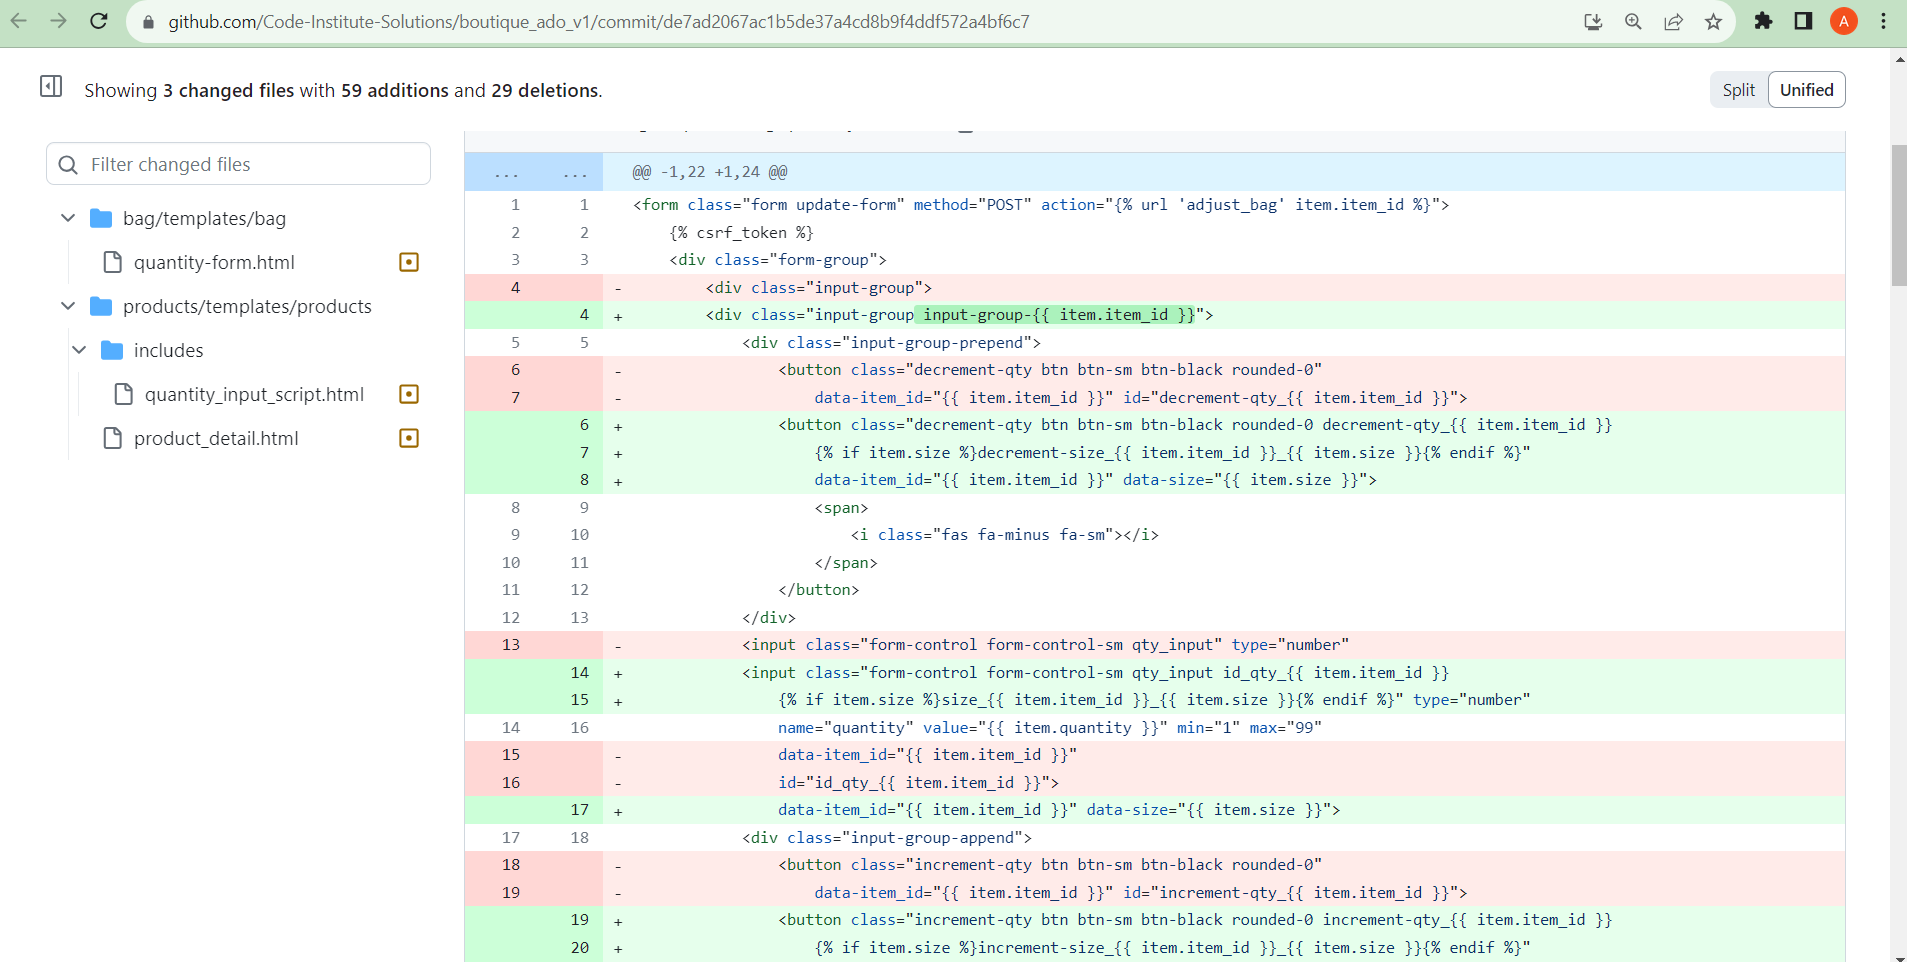 github.com/Code-Institute-Solutions/boutique_ado_v1/commit/de7ad2067ac1b5de37a4cd8b9f4ddf572a4bf6c7
A
Showing 3 changed files with 59 additions and 29 deletions.
Split Unified
Filter changed files
bag/templates/bag
quantity-form.html
products/templates/products
includes
quantity_input_script.html
product_detail.html
... ... @@ -1,22 +1,24 @@
1 1 <form class="form update-form" method="POST" action="{% url 'adjust_bag' item.item_id %}">
2 2 {% csrf_token %}
3 3 <div class="form-group">
4 - <div class="input-group">
4 + <div class="input-group input-group-{{ item.item_id }}">
5 5 <div class="input-group-prepend">
6 - <button class="decrement-qty btn btn-sm btn-black rounded-0"
7 - data-item_id="{{ item.item_id }}" id="decrement-qty_{{ item.item_id }}">
6 + <button class="decrement-qty btn btn-sm btn-black rounded-0 decrement-qty_{{ item.item_id }}
7 + {% if item.size %}decrement-size_{{ item.item_id }}_{{ item.size }}{% endif %}"
8 + data-item_id="{{ item.item_id }}" data-size="{{ item.size }}">
8 9 <span>
9 10 <i class="fas fa-minus fa-sm"></i>
10 11 </span>
11 12 </button>
12 13 </div>
13 - <input class="form-control form-control-sm qty_input" type="number"
14 + <input class="form-control form-control-sm qty_input id_qty_{{ item.item_id }}
15 + {% if item.size %}size_{{ item.item_id }}_{{ item.size }}{% endif %}" type="number"
14 16 name="quantity" value="{{ item.quantity }}" min="1" max="99"
15 - data-item_id="{{ item.item_id }}"
16 - id="id_qty_{{ item.item_id }}">
17 + data-item_id="{{ item.item_id }}" data-size="{{ item.size }}">
17 18 <div class="input-group-append">
18 - <button class="increment-qty btn btn-sm btn-black rounded-0"
19 - data-item_id="{{ item.item_id }}" id="increment-qty_{{ item.item_id }}">
19 + <button class="increment-qty btn btn-sm btn-black rounded-0 increment-qty_{{ item.item_id }}
20 + {% if item.size %}increment-size_{{ item.item_id }}_{{ item.size }}{% endif %}"